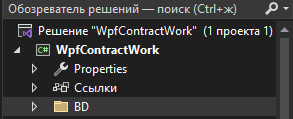 Обозреватель решений — поиск (Ctrl+ж)
Решение "WpfContractWork" (1 проекта 1)
WpfContractWork
Properties
Ссылки
BD